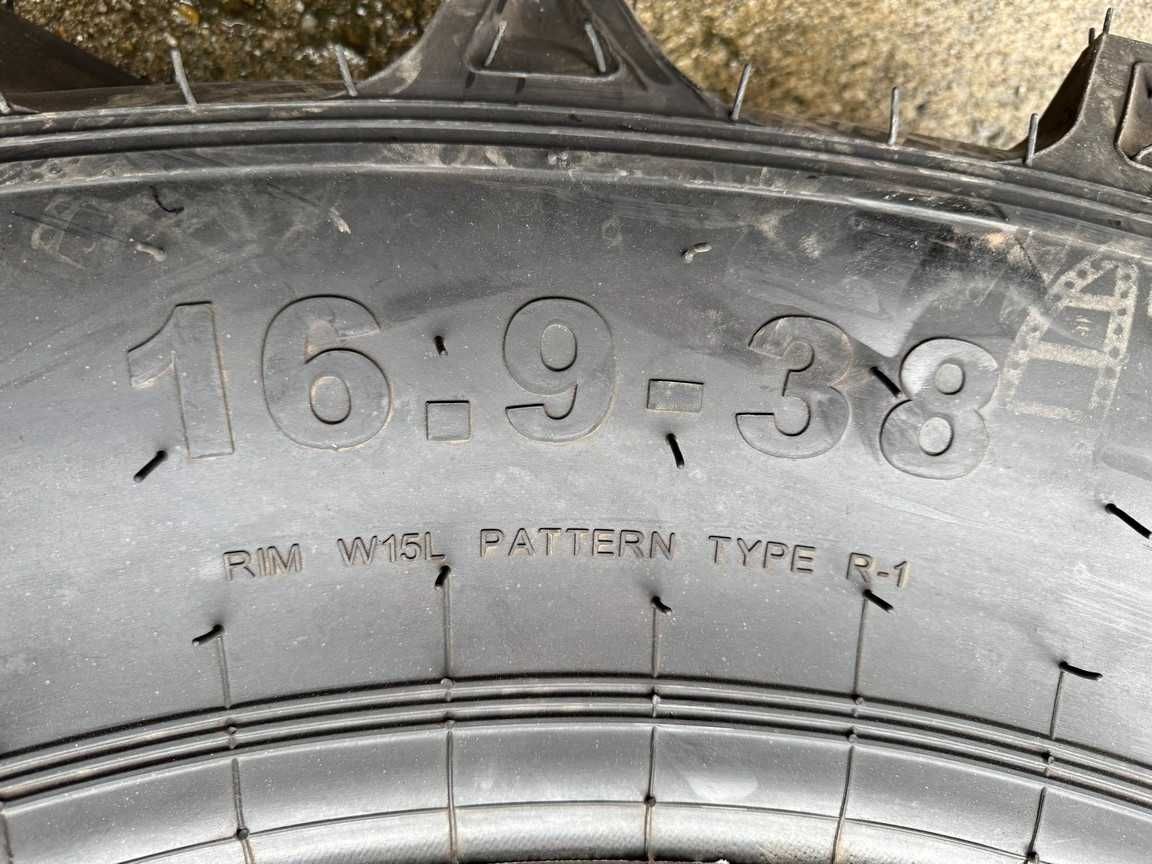 16.9-38
RIM W15L PATTERN TYPE R-1